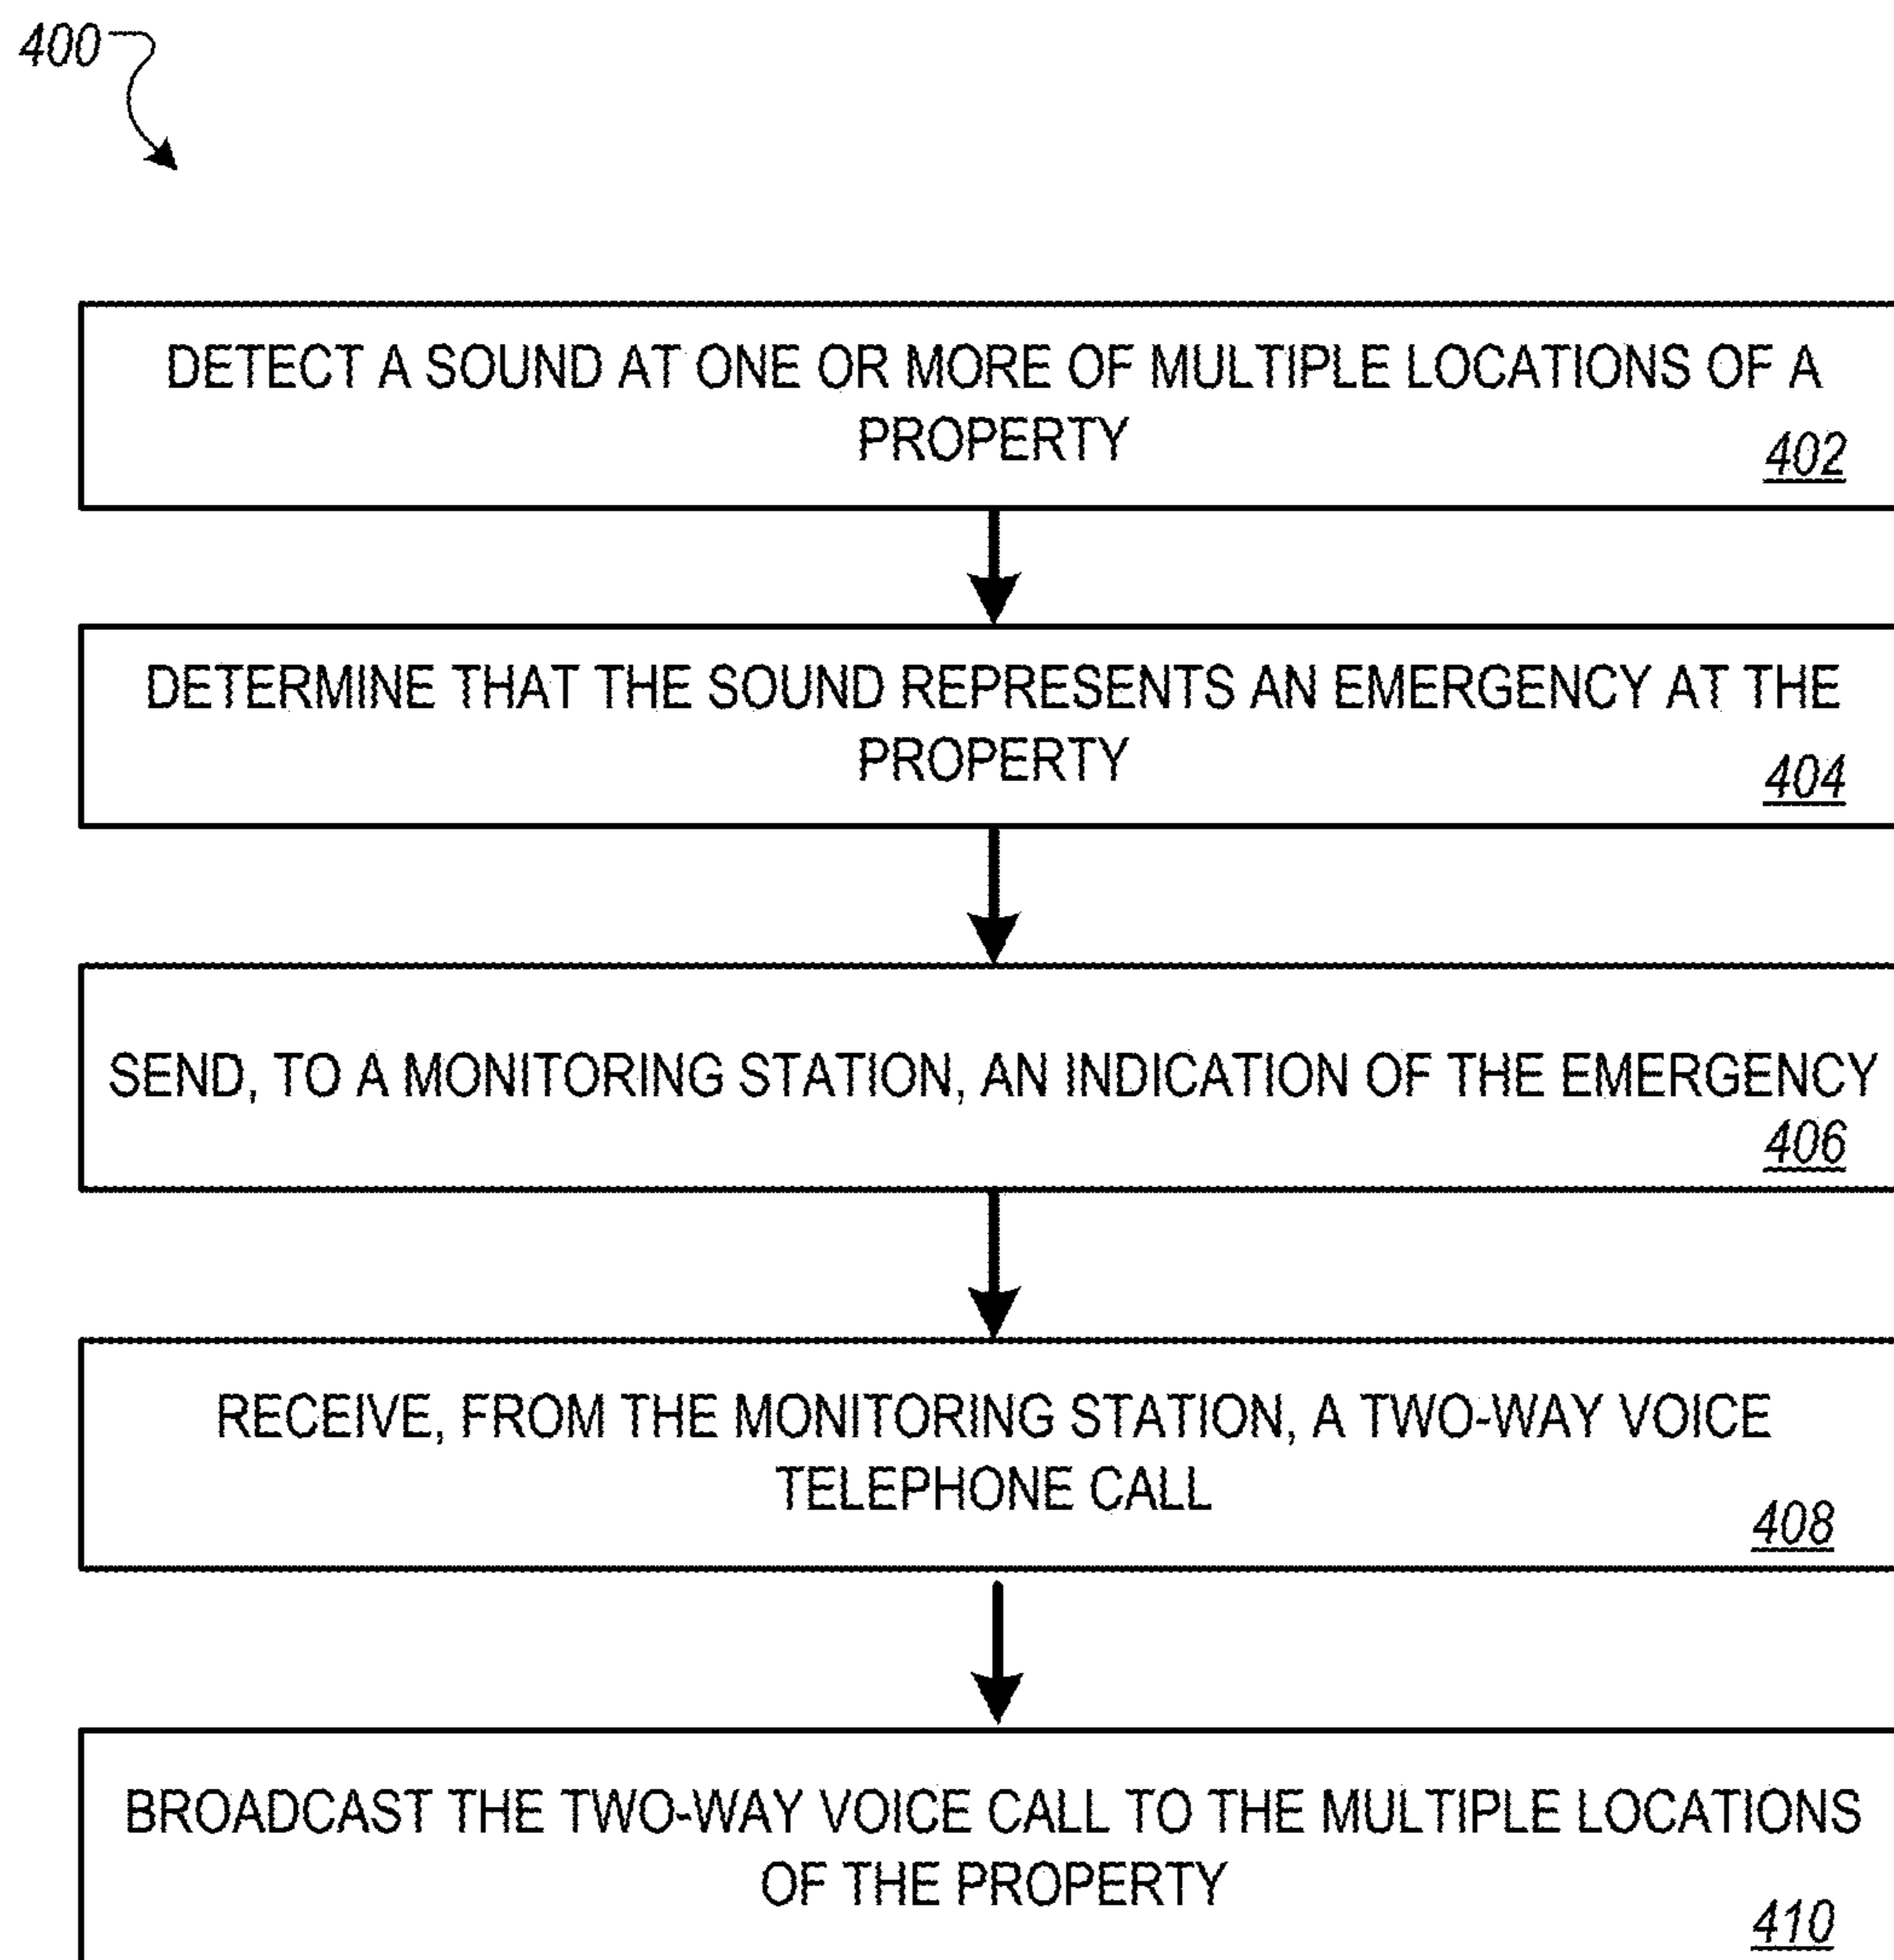 400
DETECT A SOUND AT ONE OR MORE OF MULTIPLE LOCATIONS OF A
PROPERTY
402
DETERMINE THAT THE SOUND REPRESENTS AN EMERGENCY AT THE
PROPERTY
404
SEND, TO A MONITORING STATION, AN INDICATION OF THE EMERGENCY
406
RECEIVE, FROM THE MONITORING STATION, A TWO-WAY VOICE
TELEPHONE CALL
408
BROADCAST THE TWO-WAY VOICE CALL TO THE MULTIPLE LOCATIONS
OF THE PROPERTY
410